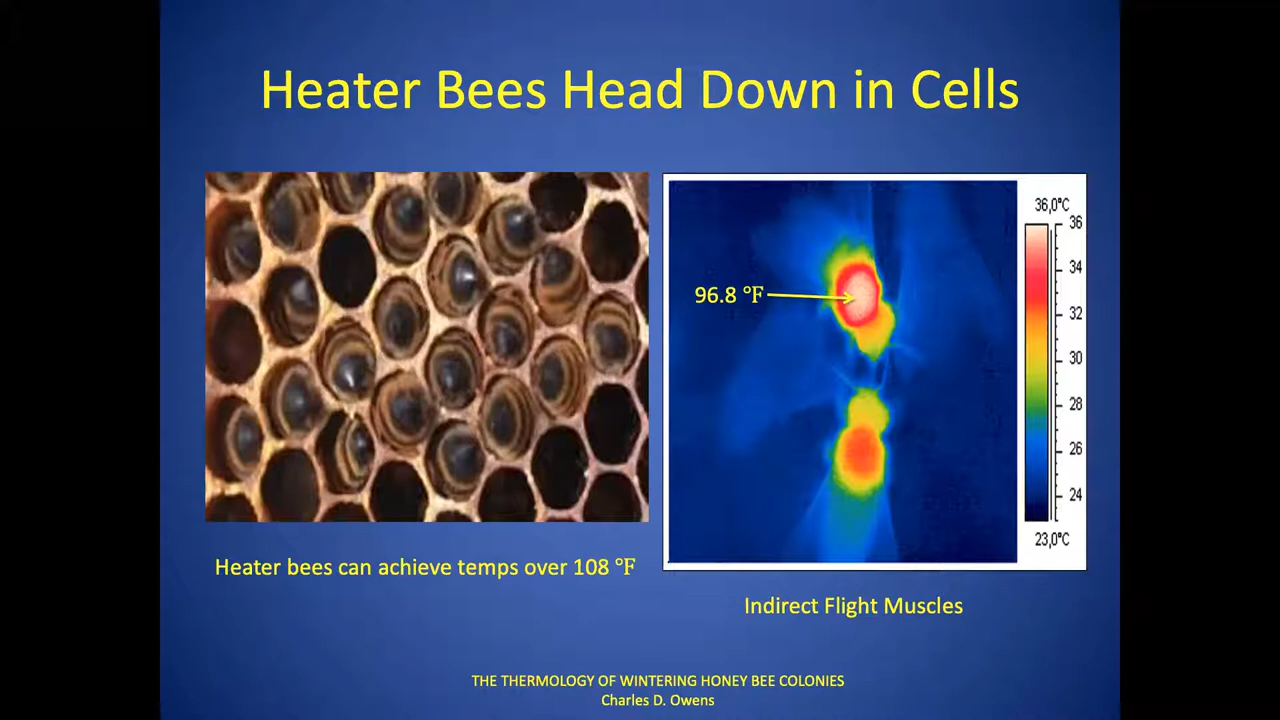 Heater Bees Head Down in Cells
96.8 °F
36,0°C
36
34
32
30
28
26
24
23,0°C
Heater bees can achieve temps over 108 °F
Indirect Flight Muscles
THE THERMOLOGY OF WINTERING HONEY BEE COLONIES
Charles D. Owens